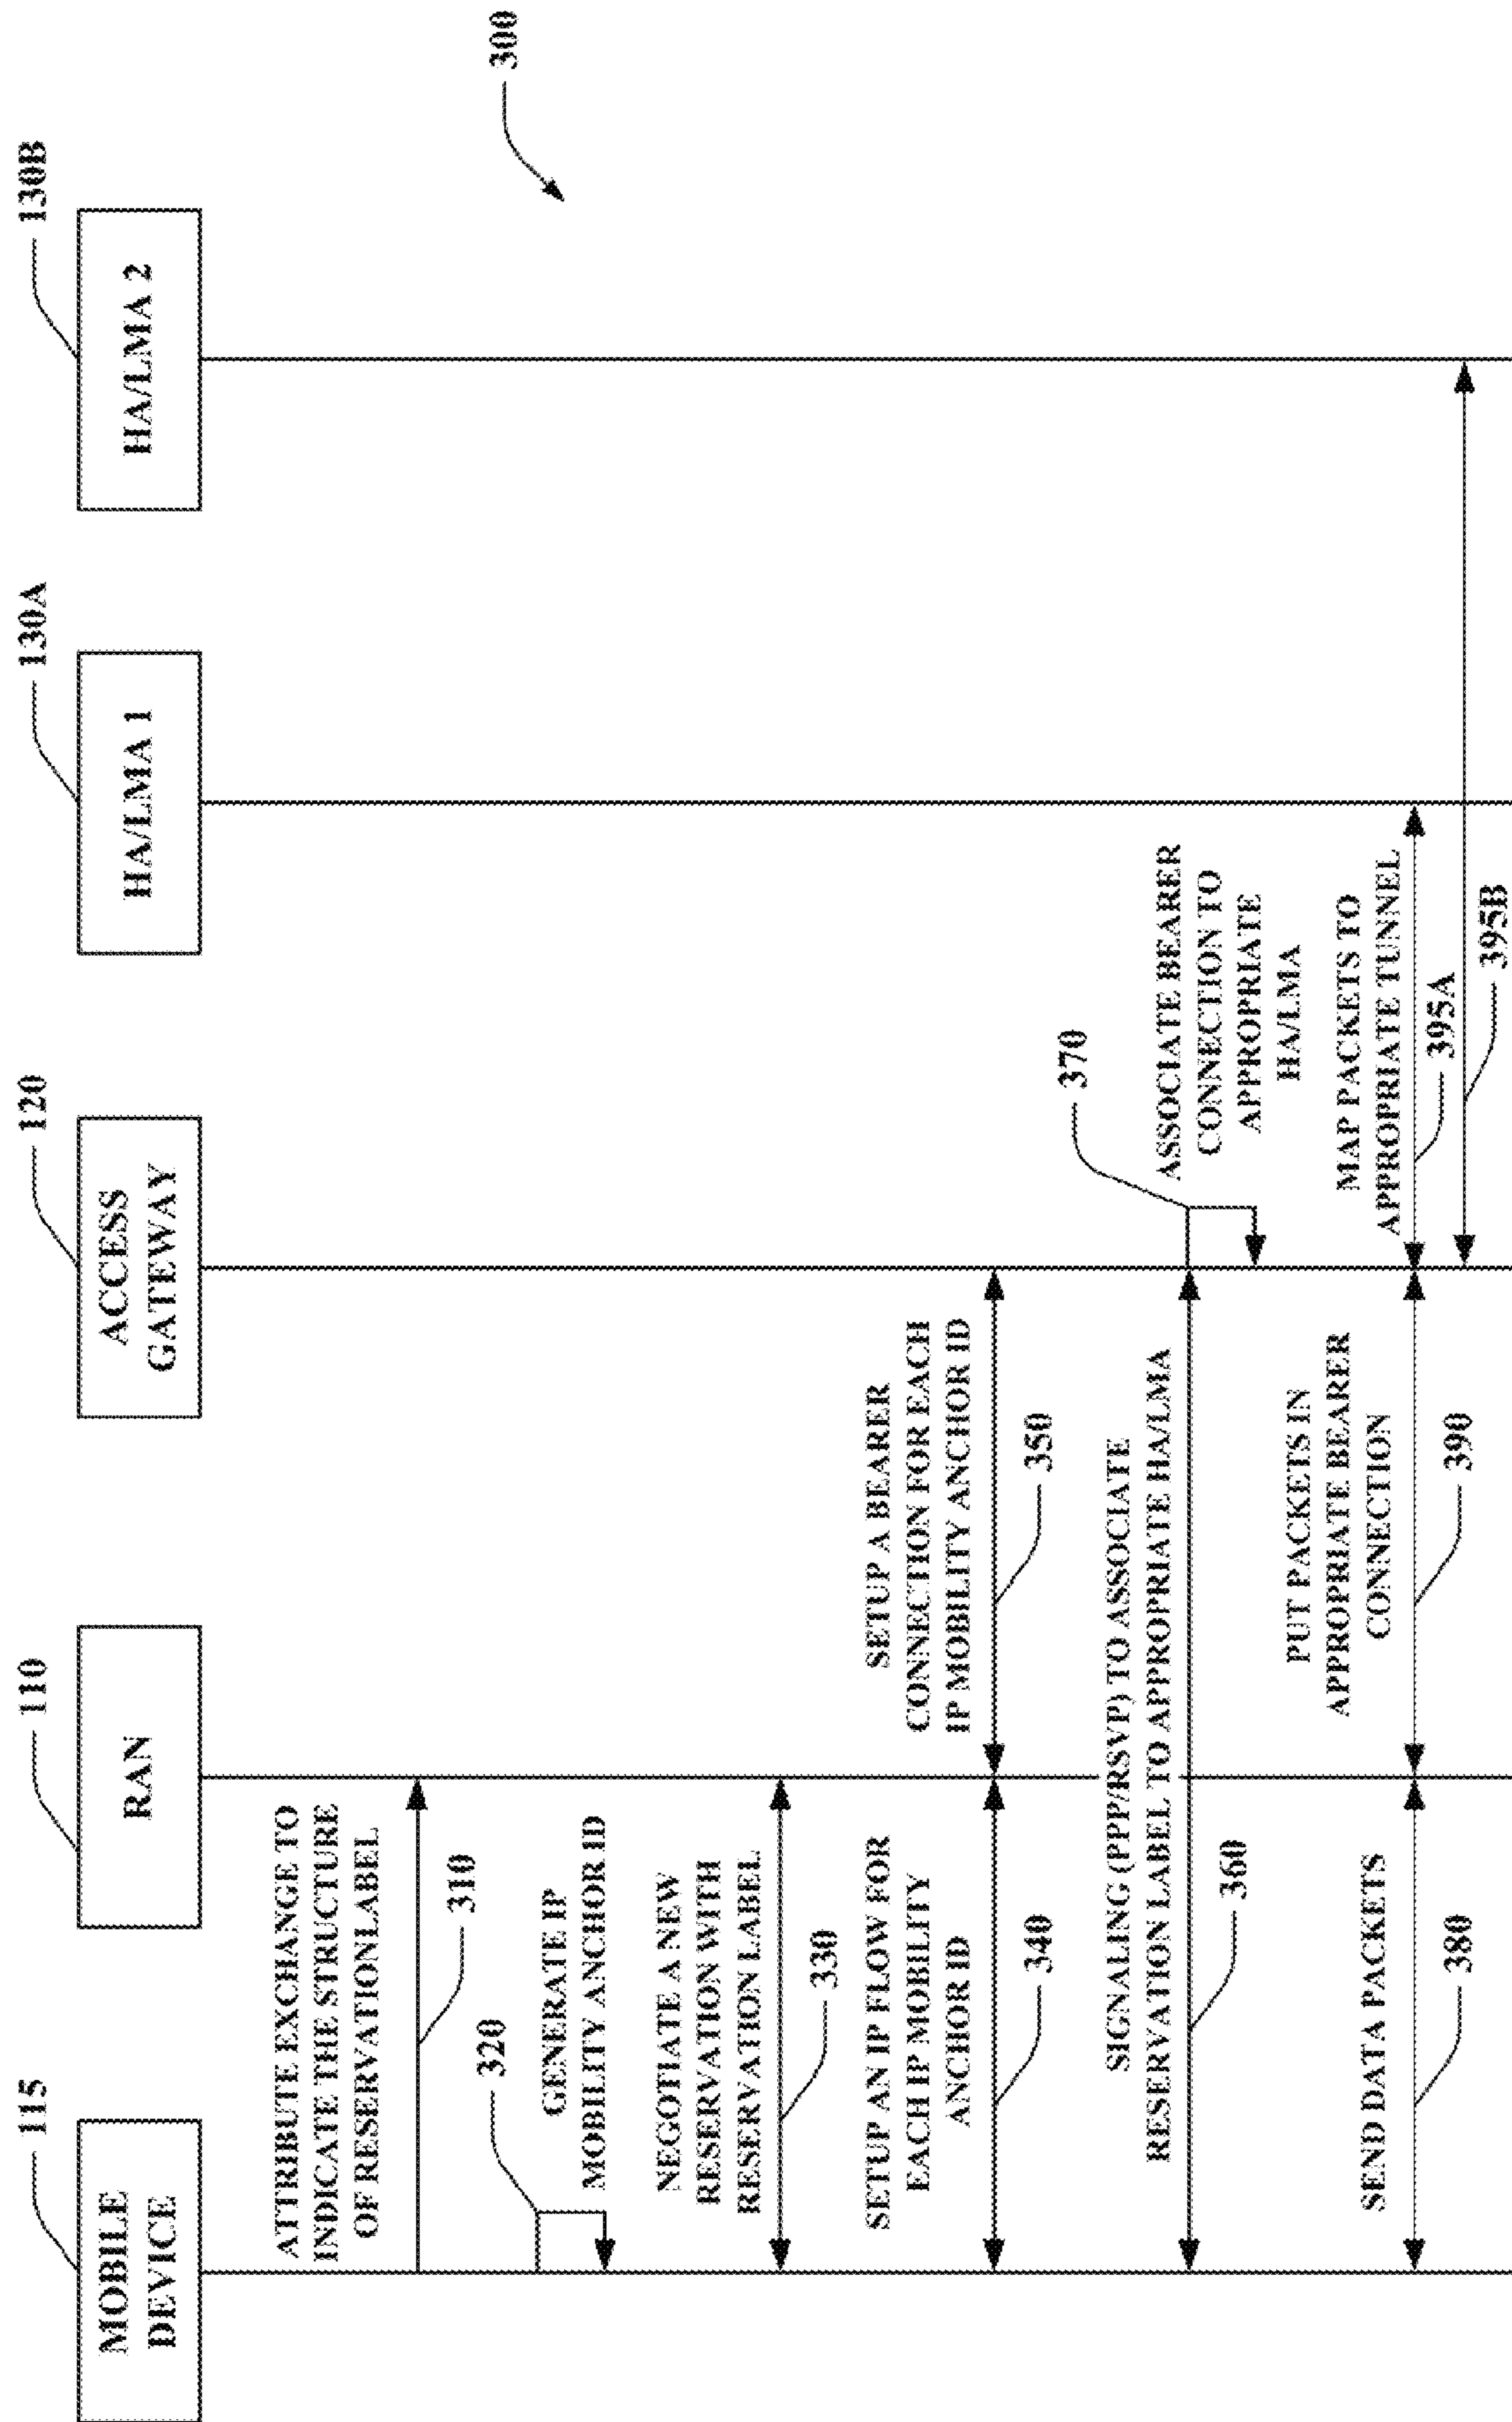 115
MOBILE
DEVICE
110
RAN
120
ACCESS
GATEWAY
130A
HA/LMA 1
130B
HA/LMA 2
300
ATTRIBUTE EXCHANGE TO
INDICATE THE STRUCTURE
OF RESERVATIONLABEL
310
320
GENERATE IP
MOBILITY ANCHOR ID
NEGOTIATE A NEW
RESERVATION WITH
RESERVATION LABEL
330
SETUP AN IP FLOW FOR
EACH IP MOBILITY
ANCHOR ID
340
SETUP A BEARER
CONNECTION FOR EACH
IP MOBILITY ANCHOR ID
350
SIGNALING (PPP/RSVP) TO ASSOCIATE
RESERVATION LABEL TO APPROPRIATE HA/LMA
360
370
ASSOCIATE BEARER
CONNECTION TO
APPROPRIATE
HA/LMA
SEND DATA PACKETS
380
PUT PACKETS IN
APPROPRIATE BEARER
CONNECTION
390
MAP PACKETS TO
APPROPRIATE TUNNEL
395A
395B